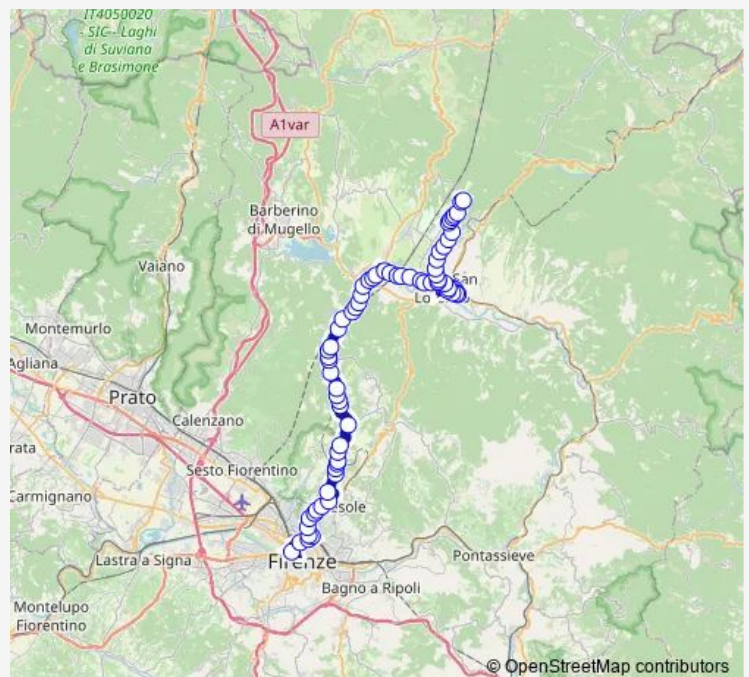 IT4050020
- SIC - Laghi
di Suviana
e Brasimone
A1var
Barberino
di Mugello
Vaiano
San
Lo
Montemurlo
Agliana
Prato
Calenzano
rata
Sesto Fiorentino
Carmignano
esole
Lastra a Signa
Firenze
Pontassieve
Bagno a Ripoli
Montelupo
Fiorentino
© OpenStreetMap contributors